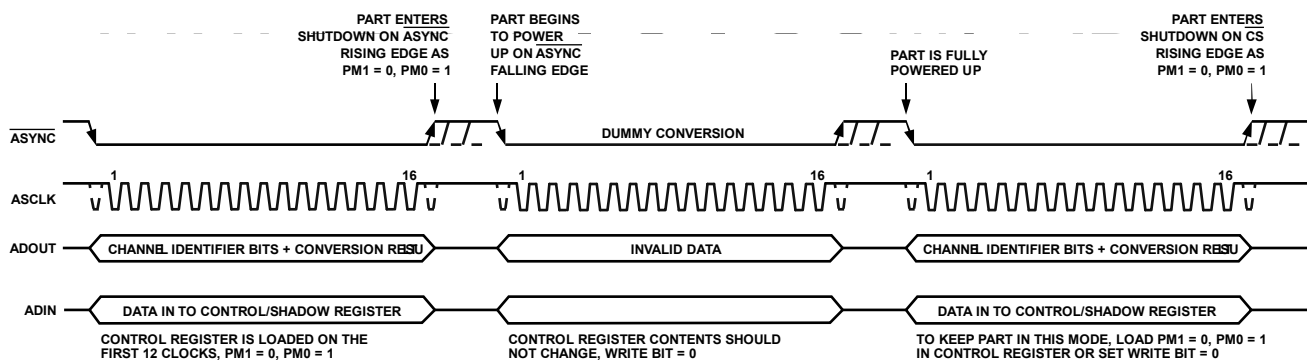 PART ENTERS
SHUTDOWN ON ASYNC
RISING EDGE AS
PM1 = 0, PM0 = 1
PART BEGINS
TO POWER
UP ON ASYNC
FALLING EDGE
PART IS FULLY
POWERED UP
PART ENTERS
SHUTDOWN ON CS
RISING EDGE AS
PM1 = 0, PM0 = 1
ASYNC
DUMMY CONVERSION
1 16 1 16 1 16
ASCLK
ADOUT
CHANNEL IDENTIFIER BITS + CONVERSION
INVALID DATA
CHANNEL IDENTIFIER BITS + CONVERSION
ADIN
DATA IN TO CONTROL/SHADOW REGISTER
DATA IN TO CONTROL/SHADOW REGISTER
CONTROL REGISTER IS LOADED ON THE
FIRST 12 CLOCKS, PM1 = 0, PM0 = 1
CONTROL REGISTER CONTENTS SHOULD
NOT CHANGE, WRITE BIT = 0
TO KEEP PART IN THIS MODE, LOAD PM1 = 0, PM0 = 1
IN CONTROL REGISTER OR SET WRITE BIT = 0